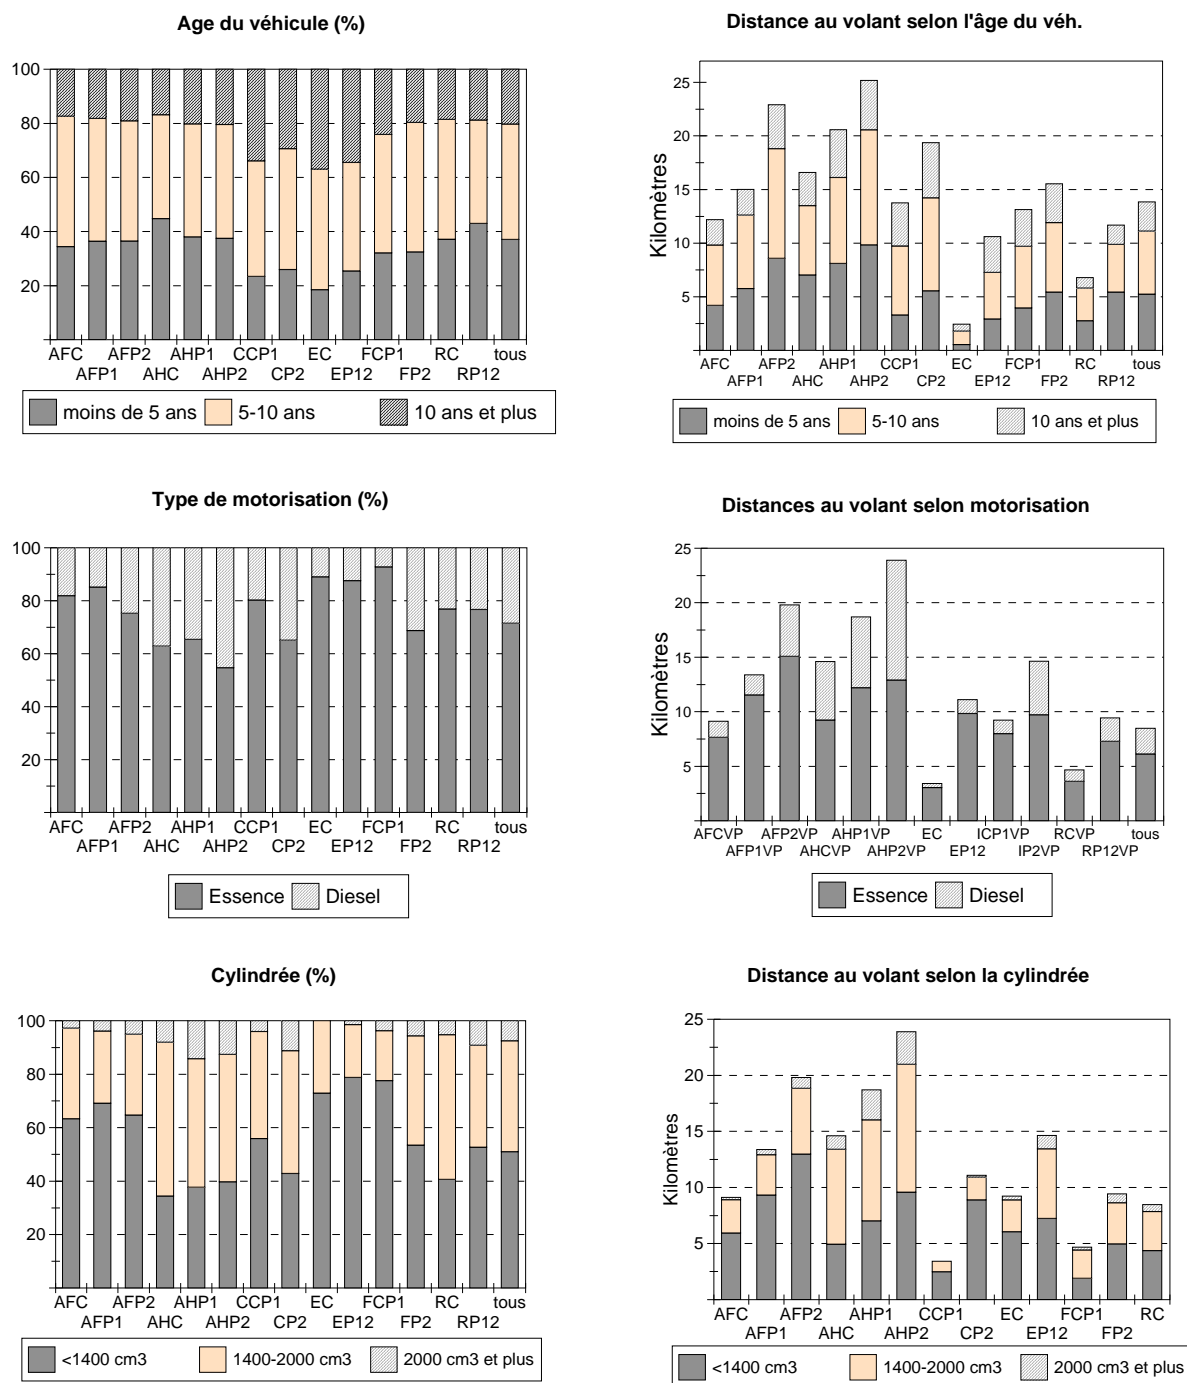 Age du véhicule (%)
100
80
60
40
20
AFC AFP2 AHP1 CCP1 EC FCP1 RC tous
AFP1 AHC AHP2 CP2 EP12 FP2 RP12
moins de 5 ans 5-10 ans 10 ans et plus
Distance au volant selon l'âge du véh.
Kilomètres
25
20
15
10
5
AFC AFP2 AHP1 CCP1 EC FCP1 RC tous
AFP1 AHC AHP2 CP2 EP12 FP2 RP12
moins de 5 ans 5-10 ans 10 ans et plus
Type de motorisation (%)
100
80
60
40
20
AFC AFP2 AHP1 CCP1 EC FCP1 RC tous
AFP1 AHC AHP2 CP2 EP12 FP2 RP12
Essence Diesel
Distances au volant selon motorisation
Kilomètres
25
20
15
10
5
AFCVP AFP2VP AHP1VP EC ICP1VP RCVP tous
AFP1VP AHCVP AHP2VP EP12 IP2VP RP12VP
Essence Diesel
Cylindrée (%)
100
80
60
40
20
AFC AFP2 AHP1 CCP1 EC FCP1 RC tous
AFP1 AHC AHP2 CP2 EP12 FP2 RP12
<1400 cm3 1400-2000 cm3 2000 cm3 et plus
Distance au volant selon la cylindrée
Kilomètres
25
20
15
10
5
AFC AFP2 AHP1 CCP1 EC FCP1 RC
AFP1 AHC AHP2 CP2 EP12 FP2
<1400 cm3 1400-2000 cm3 2000 cm3 et plus